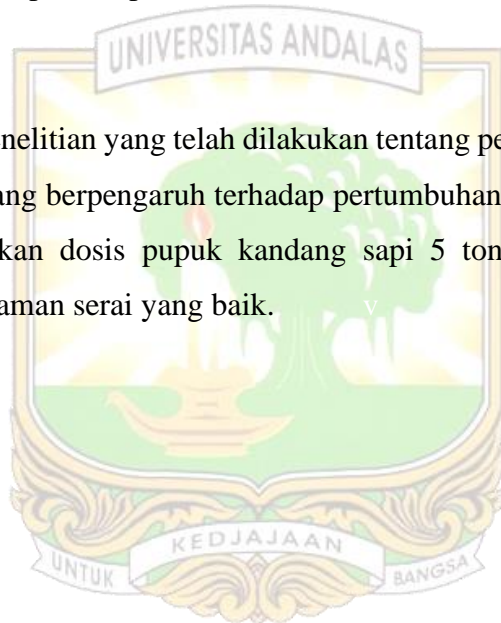 UNIVERSITAS ANDALAS
nelitian yang telah dilakukan tentang pe
ang berpengaruh terhadap pertumbuhan
kan dosis pupuk kandang sapi 5 ton
aman serai yang baik.
v
KEDJAJAAN
UNTUK
BANGSA